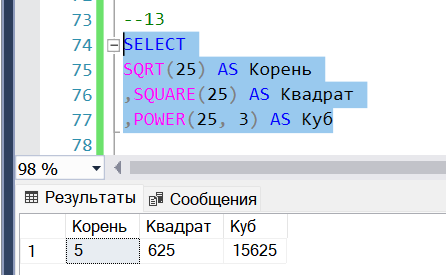 73 --13
74 SELECT
75 SQRT(25) AS Корень
76 ,SQUARE(25) AS Квадрат
77 ,POWER(25, 3) AS Куб
78
98 %
Результаты Сообщения
Корень Квадрат Куб
1 5 625 15625